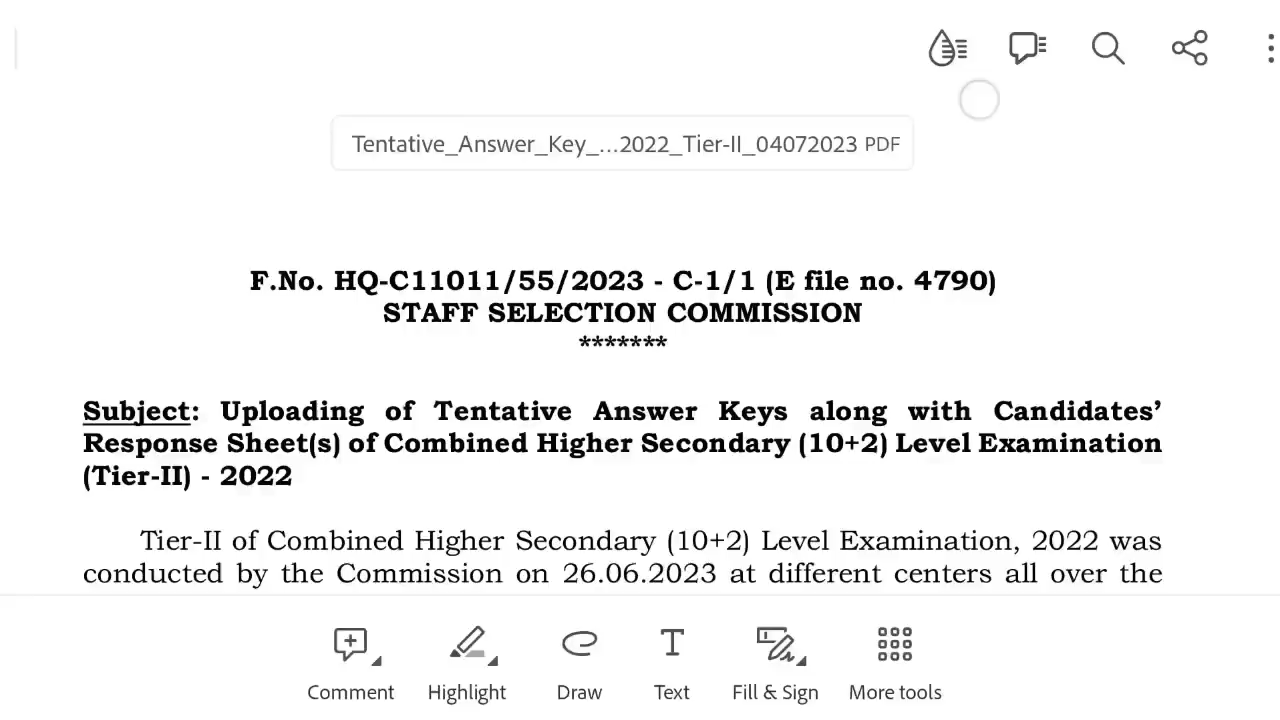 Tentative_Answer_Key_...2022_Tier-II_04072023 PDF
F.No. HQ-C11011/55/2023 - C-1/1 (E file no. 4790)
STAFF SELECTION COMMISSION
*******
Subject: Uploading of Tentative Answer Keys along with Candidates’
Response Sheet(s) of Combined Higher Secondary (10+2) Level Examination
(Tier-II) - 2022
Tier-II of Combined Higher Secondary (10+2) Level Examination, 2022 was
conducted by the Commission on 26.06.2023 at different centers all over the
Comment Highlight Draw Text Fill & Sign More tools